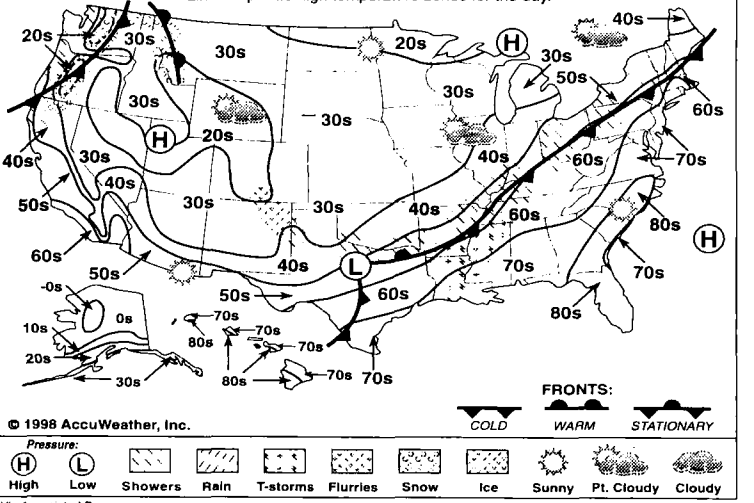 20s
30s
30s
20s
H
40s
30s
50s
30s
30s
30s
60s
H
20s
40s
60s
70s
40s
30s
40s
50s
30s
30s
40s
60s
80s
H
60s
50s
40s
L
70s
70s
-0s
50s
60s
80s
0s
70s
10s
80s
70s
70s
20s
30s
80s
70s
70s
FRONTS:
© 1998 AccuWeather, Inc.
COLD WARM STATIONARY
Pressure:
H L
High Low Showers Rain T-storms Flurries Snow Ice Sunny Pt. Cloudy Cloudy